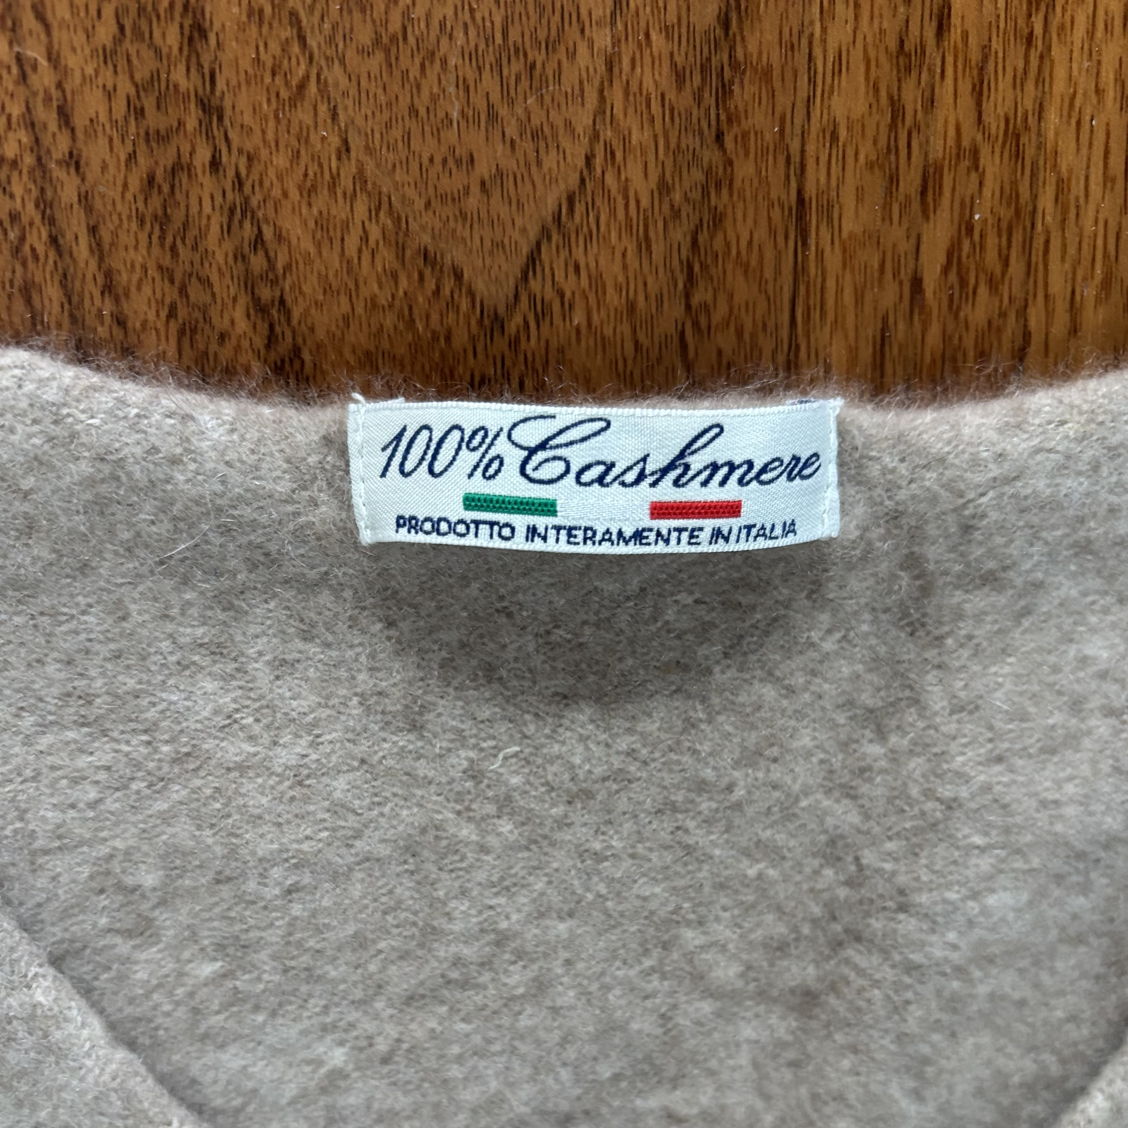 100% Cashmere
PRODOTTO INTERAMENTE IN ITALIA